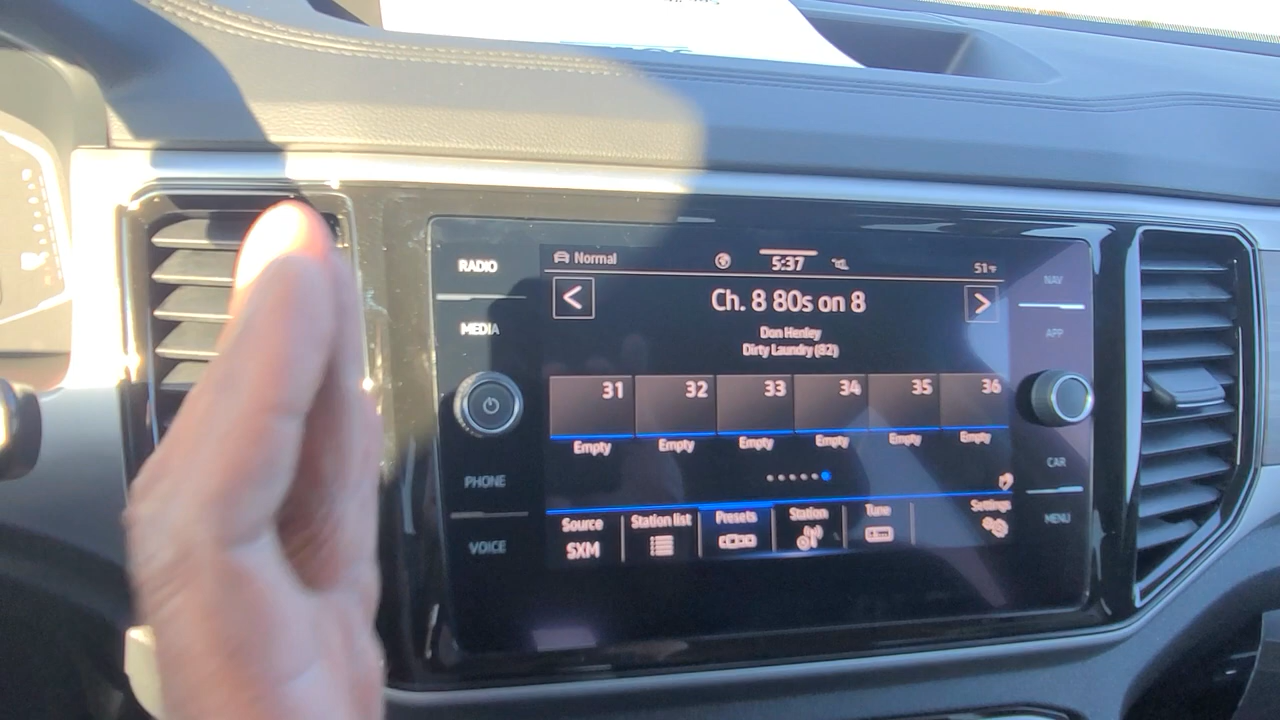 RADIO
MEDIA
PHONE
VOICE
Normal
5:37
51°F
< >
Ch. 8 80s on 8
Don Henley
Dirty Laundry (82)
31 32 33 34 35 36
Empty Empty Empty Empty Empty Empty
Source Station list Presets Station Tune Settings
SXM
NAV
APP
CAR
MENU